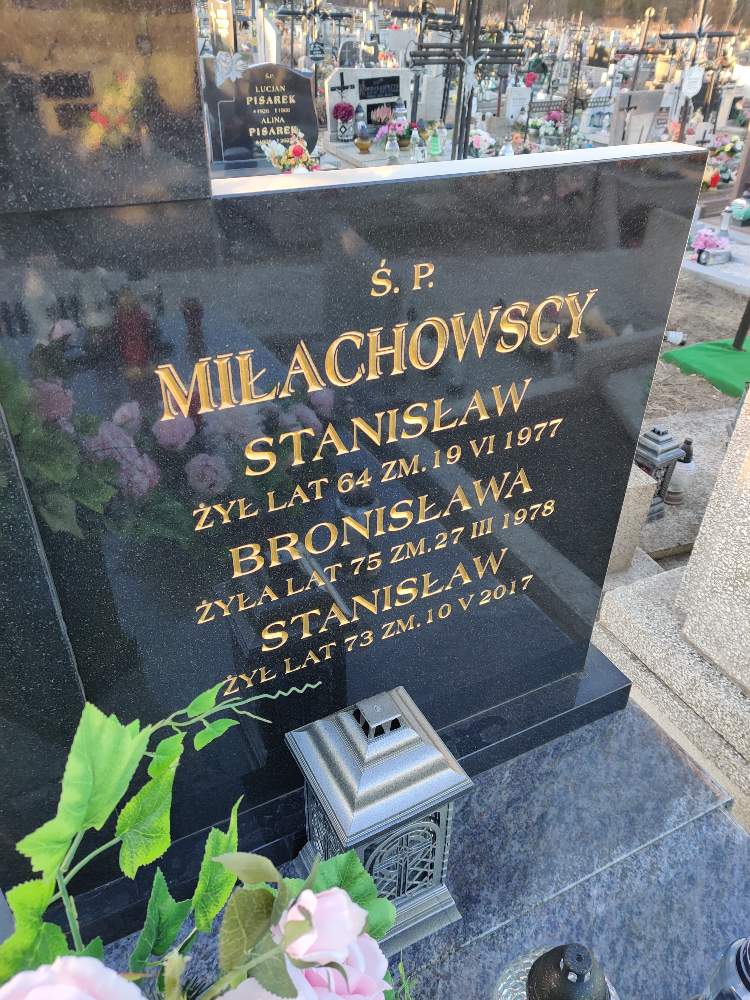 Ś.P.
LUCJAN
PISAREK
ALINA
PISAREK
Ś. P.
MIŁACHOWSCY
STANISŁAW
ŻYŁ LAT 64 ZM. 19 VI 1977
BRONISŁAWA
ŻYŁA LAT 75 ZM. 27 III 1978
STANISŁAW
ŻYŁ LAT 73 ZM. 10 V 2017